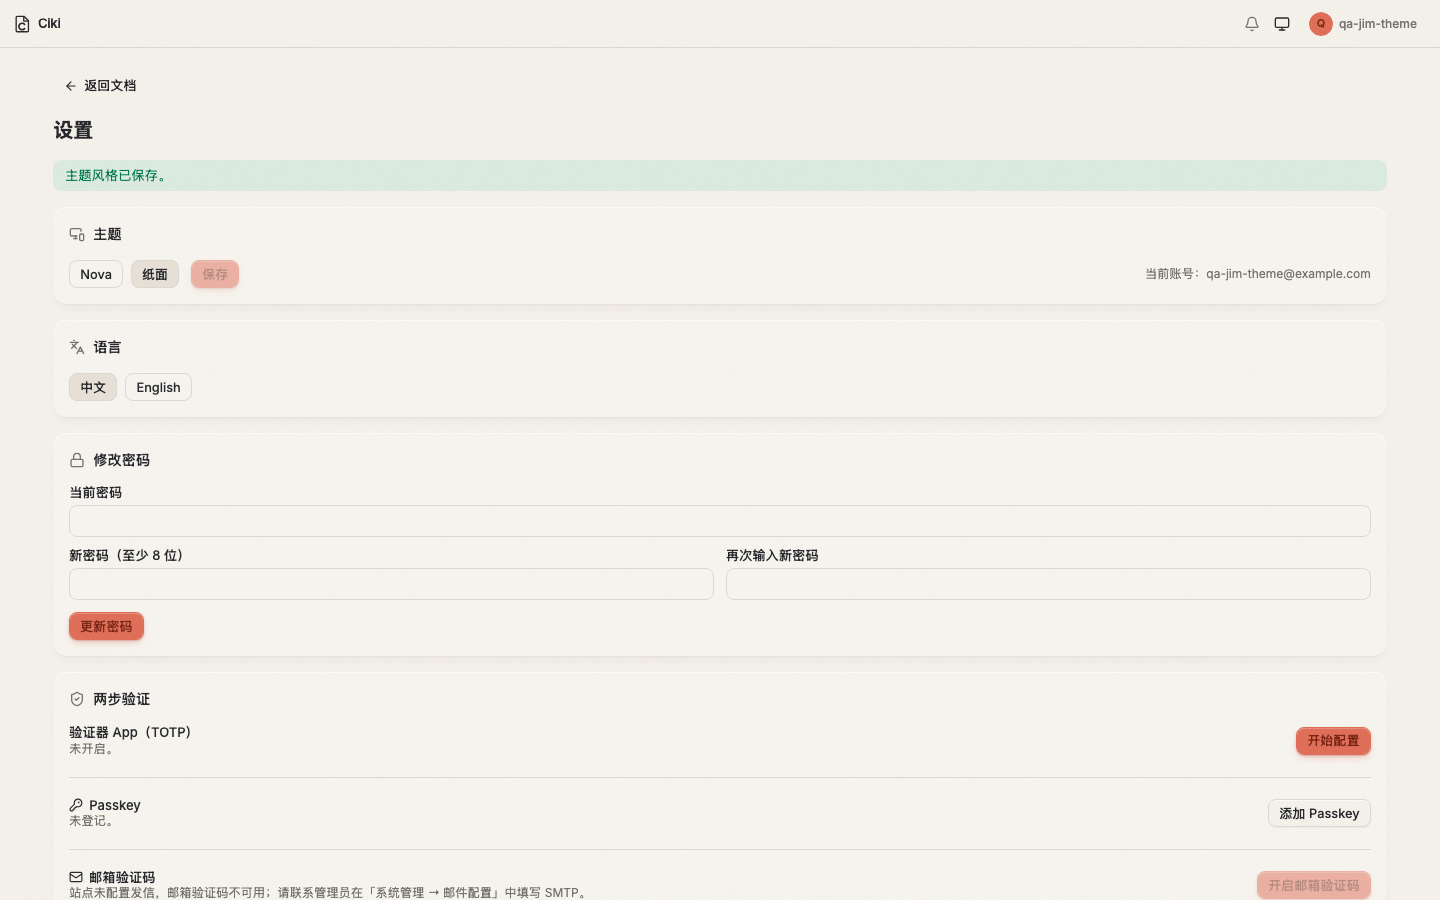 Ciki
Q qa-jim-theme
返回文档
设置
主题风格已保存。
主题
Nova 纸面 保存 当前账号：qa-jim-theme@example.com
语言
中文 English
修改密码
当前密码
新密码（至少 8 位） 再次输入新密码
更新密码
两步验证
验证器 App（TOTP）
未开启。
开始配置
Passkey
未登记。
添加 Passkey
邮箱验证码
站点未配置发信，邮箱验证码不可用；请联系管理员在「系统管理 → 邮件配置」中填写 SMTP。
开启邮箱验证码